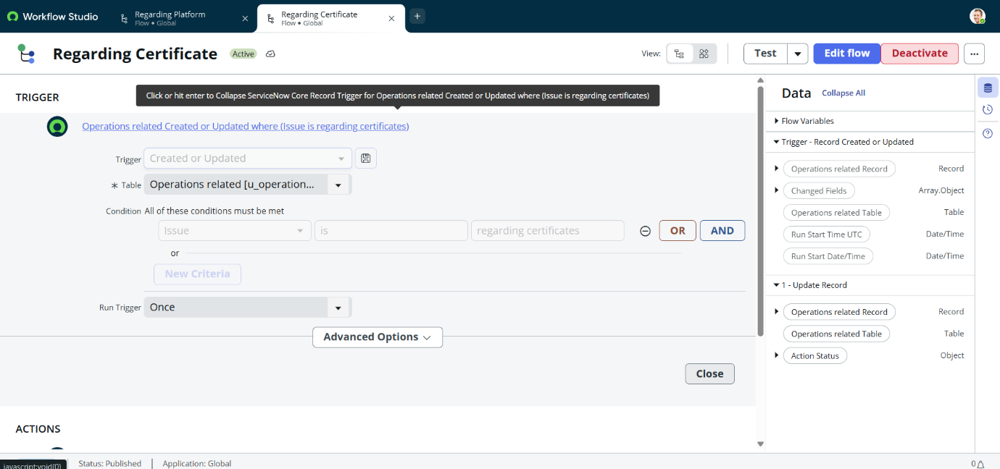 Workflow Studio
Regarding Platform
Flow • Global
Regarding Certificate
Flow • Global
Regarding Certificate
Active
View:
Test
Edit flow
Deactivate
TRIGGER
Click or hit enter to Collapse ServiceNow Core Record Trigger for Operations related Created or Updated where (Issue is regarding certificates)
Operations related Created or Updated where (Issue is regarding certificates)
Trigger
Created or Updated
* Table
Operations related [u_operation...
Condition All of these conditions must be met
Issue
is
regarding certificates
OR
AND
or
New Criteria
Run Trigger
Once
Advanced Options
Close
ACTIONS
Data
Collapse All
Flow Variables
Trigger - Record Created or Updated
Operations related Record
Record
Changed Fields
Array.Object
Operations related Table
Table
Run Start Time UTC
Date/Time
Run Start Date/Time
Date/Time
1 - Update Record
Operations related Record
Record
Operations related Table
Table
Action Status
Object
javascript:void(0)
Status: Published
Application: Global
0